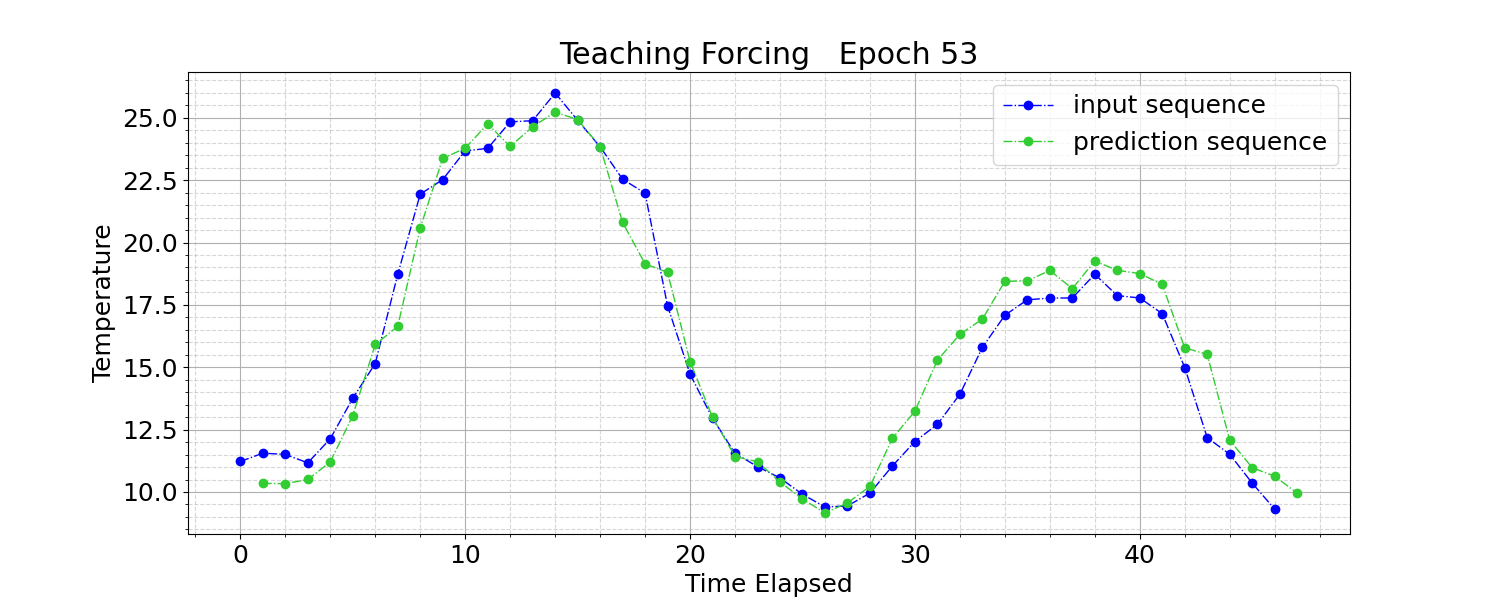 Teaching Forcing   Epoch 53
input sequence
prediction sequence
Temperature
25.0
22.5
20.0
17.5
15.0
12.5
10.0
0 10 20 30 40
Time Elapsed